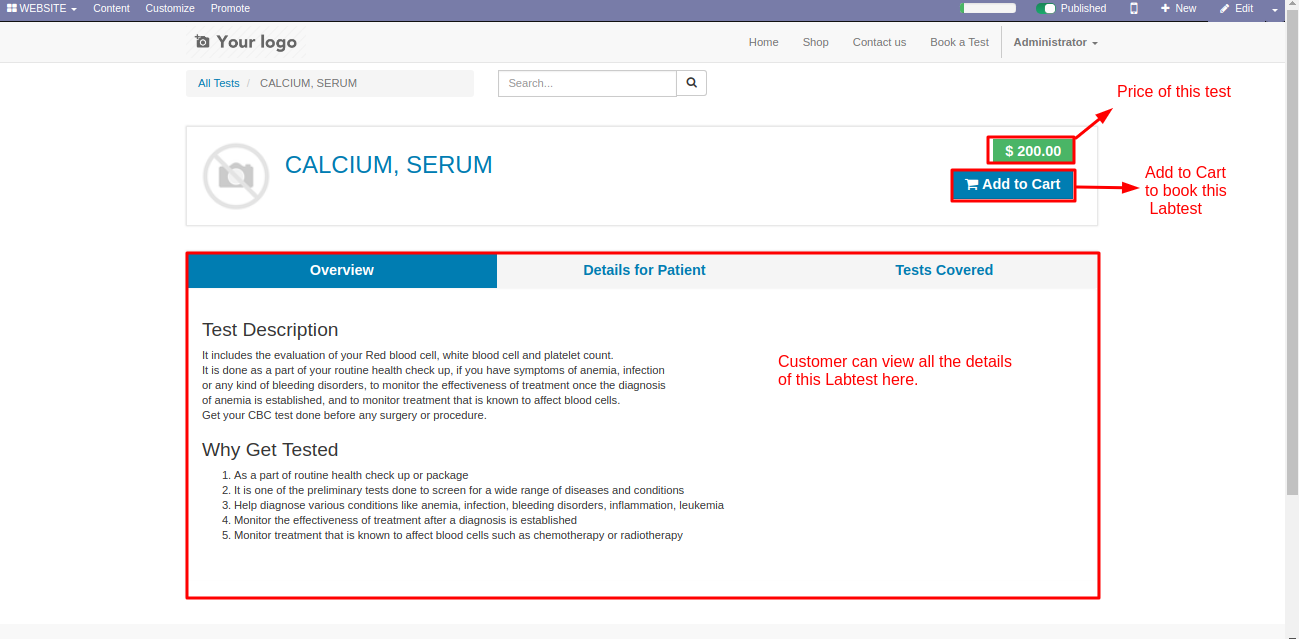 WEBSITE Content Customize Promote Published New Edit
Your logo Home Shop Contact us Book a Test Administrator
All Tests / CALCIUM, SERUM Search...
Price of this test
CALCIUM, SERUM
$ 200.00
Add to Cart
Add to Cart
to book this
Labtest
Overview Details for Patient Tests Covered
Test Description
It includes the evaluation of your Red blood cell, white blood cell and platelet count.
It is done as a part of your routine health check up, if you have symptoms of anemia, infection
or any kind of bleeding disorders, to monitor the effectiveness of treatment once the diagnosis
of anemia is established, and to monitor treatment that is known to affect blood cells.
Get your CBC test done before any surgery or procedure.
Customer can view all the details
of this Labtest here.
Why Get Tested
1. As a part of routine health check up or package
2. It is one of the preliminary tests done to screen for a wide range of diseases and conditions
3. Help diagnose various conditions like anemia, infection, bleeding disorders, inflammation, leukemia
4. Monitor the effectiveness of treatment after a diagnosis is established
5. Monitor treatment that is known to affect blood cells such as chemotherapy or radiotherapy